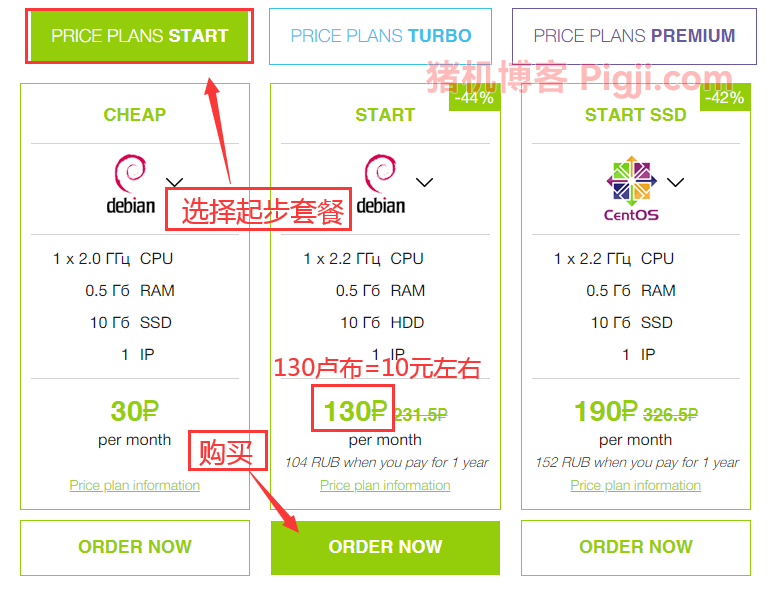 PRICE PLANS START
PRICE PLANS TURBO
PRICE PLANS PREMIUM
猪机博客 Pigji.com
CHEAP
debian
选择起步套餐
1 x 2.0 ГГц CPU
0.5 Гб RAM
10 Гб SSD
1 IP
30₽
per month
Price plan information
ORDER NOW
-44%
START
debian
1 x 2.2 ГГц CPU
0.5 Гб RAM
10 Гб HDD
1 IP
130卢布=10元左右
130₽ 231.5₽
per month
104 RUB when you pay for 1 year
Price plan information
购买
ORDER NOW
-42%
START SSD
CentOS
1 x 2.2 ГГц CPU
0.5 Гб RAM
10 Гб SSD
1 IP
190₽ 326.5₽
per month
152 RUB when you pay for 1 year
Price plan information
ORDER NOW